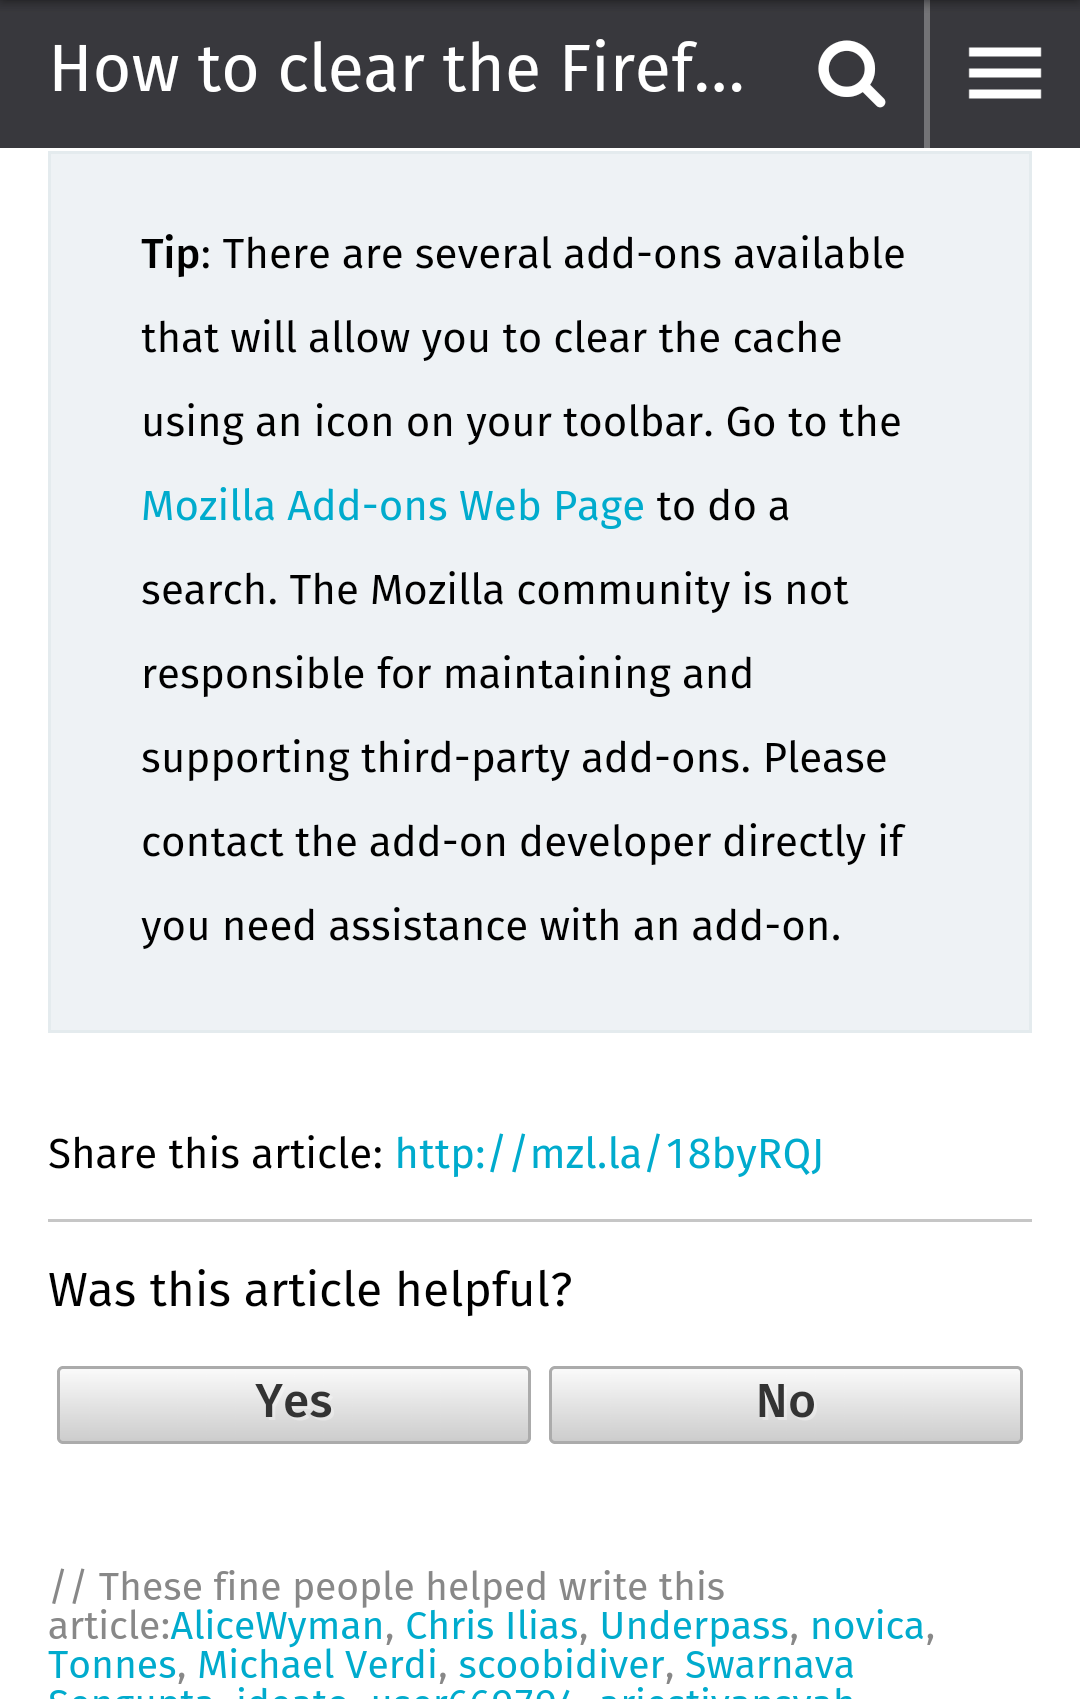 How to clear the Firef...
Tip: There are several add-ons available
that will allow you to clear the cache
using an icon on your toolbar. Go to the
Mozilla Add-ons Web Page to do a
search. The Mozilla community is not
responsible for maintaining and
supporting third-party add-ons. Please
contact the add-on developer directly if
you need assistance with an add-on.
Share this article: http://mzl.la/18byRQJ
Was this article helpful?
Yes No
// These fine people helped write this
article:AliceWyman, Chris Ilias, Underpass, novica,
Tonnes, Michael Verdi, scoobidiver, Swarnava
Sengupta, ideato,